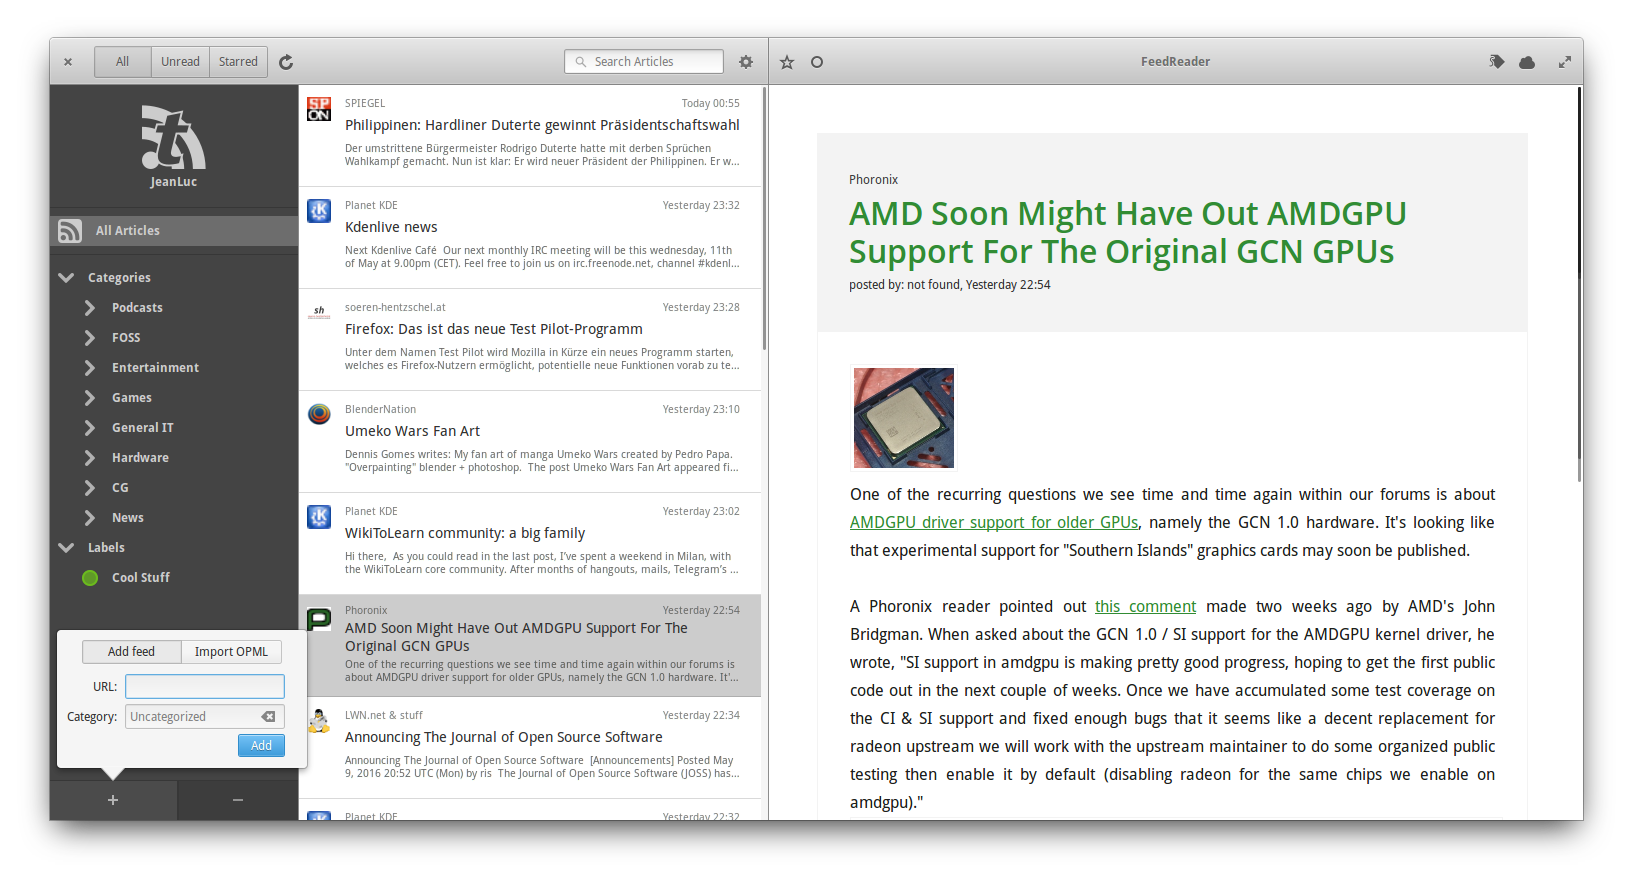 All Unread Starred
Search Articles
FeedReader
JeanLuc
All Articles
Categories
Podcasts
FOSS
Entertainment
Games
General IT
Hardware
CG
News
Labels
Cool Stuff
Add feed Import OPML
URL:
Category: Uncategorized
Add
+ −
SP
ON
SPIEGEL Today 00:55
Philippinen: Hardliner Duterte gewinnt Präsidentschaftswahl
Der umstrittene Bürgermeister Rodrigo Duterte hatte mit derben Sprüchen
Wahlkampf gemacht. Nun ist klar: Er wird neuer Präsident der Philippinen. Er w...
Planet KDE Yesterday 23:32
Kdenlive news
Next Kdenlive Café  Our next monthly IRC meeting will be this wednesday, 11th
of May at 9.00pm (CET). Feel free to join us on irc.freenode.net, channel #kdenl...
sh
soeren-hentzschel.at Yesterday 23:28
Firefox: Das ist das neue Test Pilot-Programm
Unter dem Namen Test Pilot wird Mozilla in Kürze ein neues Programm starten,
welches es Firefox-Nutzern ermöglicht, potentielle neue Funktionen vorab zu te...
BlenderNation Yesterday 23:10
Umeko Wars Fan Art
Dennis Gomes writes: My fan art of manga Umeko Wars created by Pedro Papa.
"Overpainting" blender + photoshop.  The post Umeko Wars Fan Art appeared fi...
Planet KDE Yesterday 23:02
WikiToLearn community: a big family
Hi there,  As you could read in the last post, I've spent a weekend in Milan, with
the WikiToLearn core community. After months of hangouts, mails, Telegram's ...
P
Phoronix Yesterday 22:54
AMD Soon Might Have Out AMDGPU Support For The
Original GCN GPUs
One of the recurring questions we see time and time again within our forums is
about AMDGPU driver support for older GPUs, namely the GCN 1.0 hardware. It'...
LWN.net & stuff Yesterday 22:34
Announcing The Journal of Open Source Software
Announcing The Journal of Open Source Software  [Announcements] Posted May
9, 2016 20:52 UTC (Mon) by ris  The Journal of Open Source Software (JOSS) has...
Planet KDE Yesterday 22:32
Phoronix
AMD Soon Might Have Out AMDGPU
Support For The Original GCN GPUs
posted by: not found, Yesterday 22:54
One of the recurring questions we see time and time again within our forums is about
AMDGPU driver support for older GPUs, namely the GCN 1.0 hardware. It's looking like
that experimental support for "Southern Islands" graphics cards may soon be published.
A Phoronix reader pointed out this comment made two weeks ago by AMD's John
Bridgman. When asked about the GCN 1.0 / SI support for the AMDGPU kernel driver, he
wrote, "SI support in amdgpu is making pretty good progress, hoping to get the first public
code out in the next couple of weeks. Once we have accumulated some test coverage on
the CI & SI support and fixed enough bugs that it seems like a decent replacement for
radeon upstream we will work with the upstream maintainer to do some organized public
testing then enable it by default (disabling radeon for the same chips we enable on
amdgpu)."